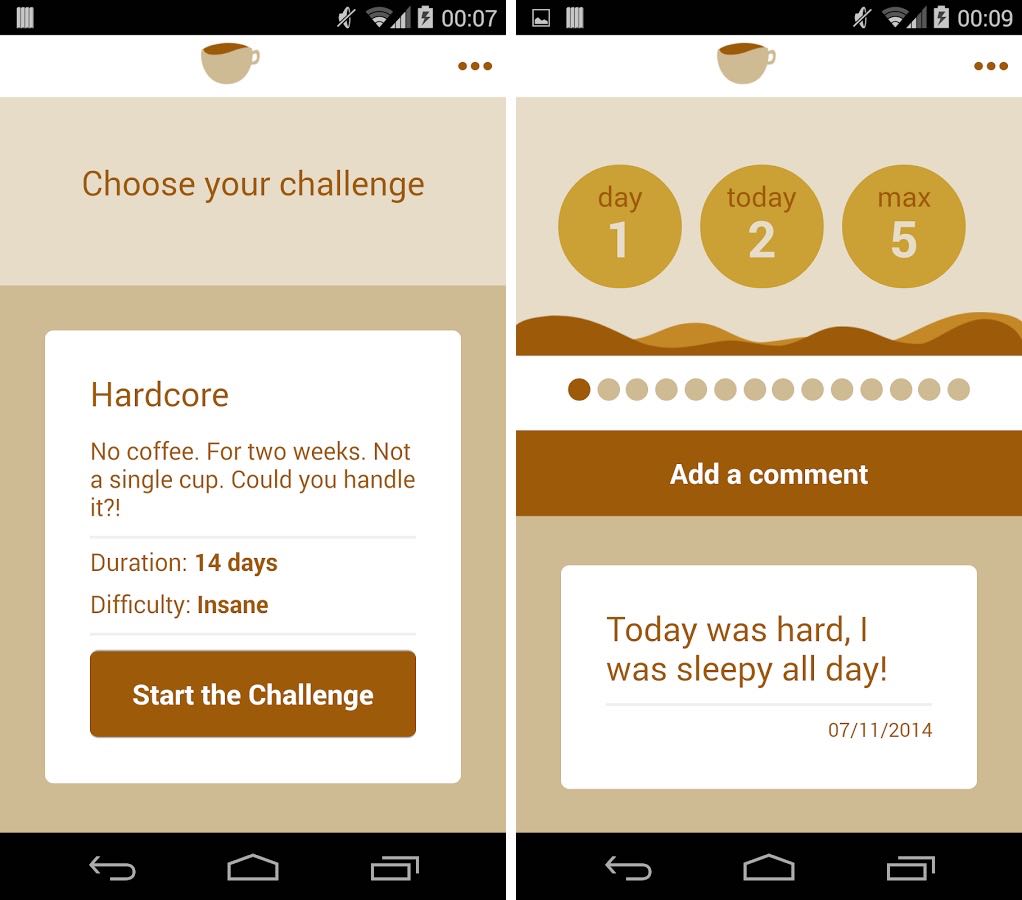 00:07
Choose your challenge
Hardcore
No coffee. For two weeks. Not
a single cup. Could you handle
it?!
Duration: 14 days
Difficulty: Insane
Start the Challenge
00:09
day
1
today
2
max
5
Add a comment
Today was hard, I
was sleepy all day!
07/11/2014